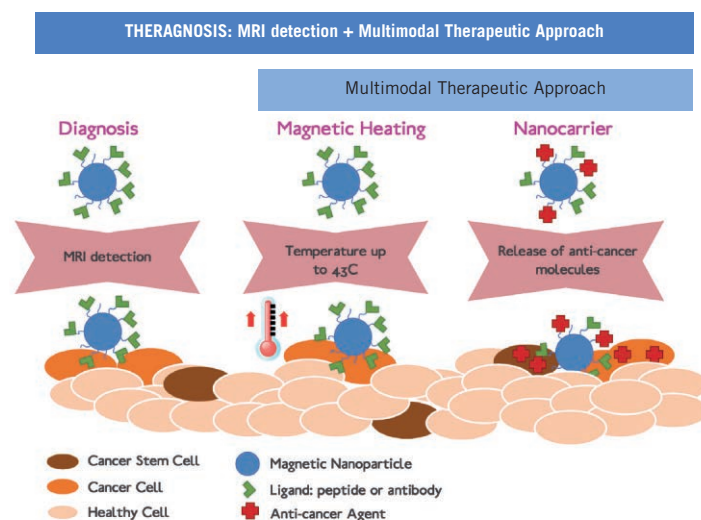 THERAGNOSIS: MRI detection + Multimodal Therapeutic Approach
Multimodal Therapeutic Approach
Diagnosis
Magnetic Heating
Nanocarrier
MRI detection
Temperature up
to 43C
Release of anti-cancer
molecules
Cancer Stem Cell
Cancer Cell
Healthy Cell
Magnetic Nanoparticle
Ligand: peptide or antibody
Anti-cancer Agent